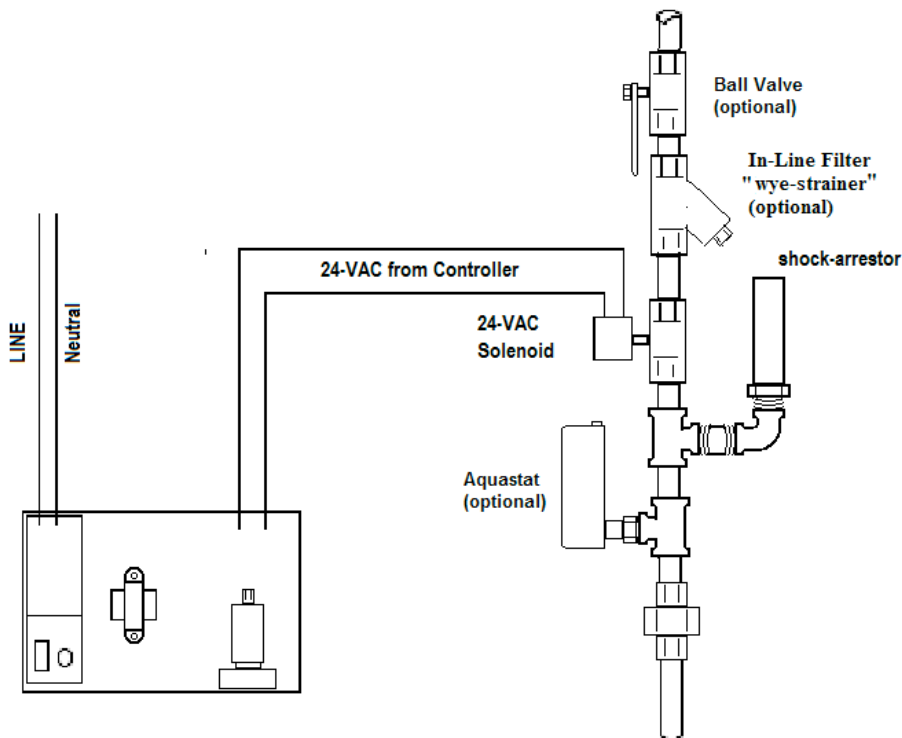 Ball Valve
(optional)
In-Line Filter
"wye-strainer"
(optional)
shock-arrestor
24-VAC from Controller
24-VAC
Solenoid
LINE
Neutral
Aquastat
(optional)